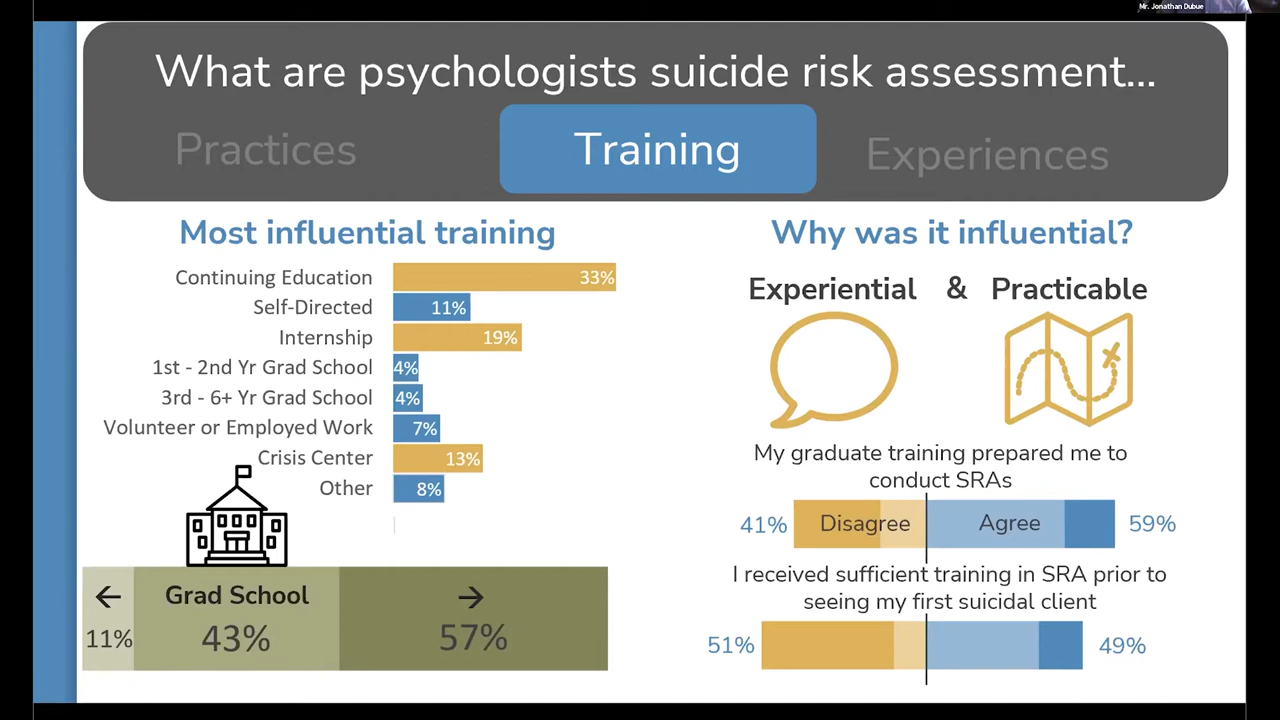 Mr. Jonathan Dubue
What are psychologists suicide risk assessment...
Practices
Training
Experiences
Most influential training
Continuing Education 33%
Self-Directed 11%
Internship 19%
1st - 2nd Yr Grad School 4%
3rd - 6+ Yr Grad School 4%
Volunteer or Employed Work 7%
Crisis Center 13%
Other 8%
← Grad School →
11% 43% 57%
Why was it influential?
Experiential & Practicable
My graduate training prepared me to
conduct SRAs
41% Disagree Agree 59%
I received sufficient training in SRA prior to
seeing my first suicidal client
51% 49%